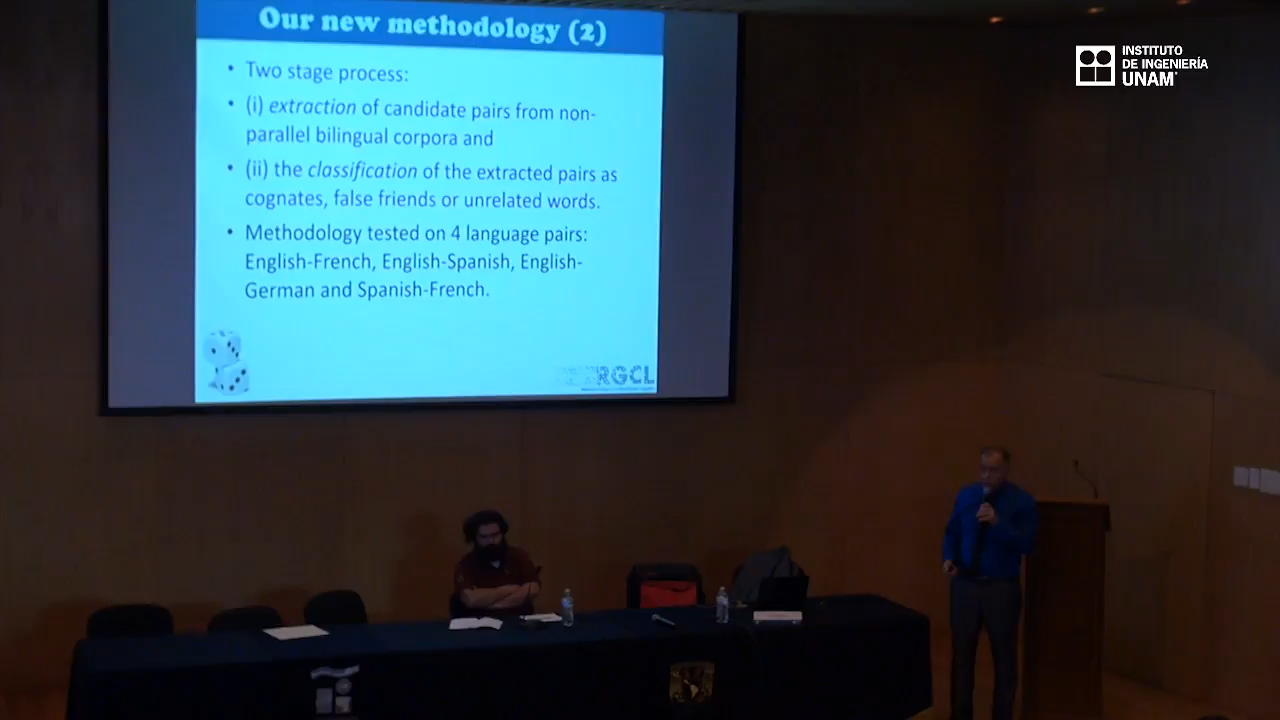 Our new methodology (2)
• Two stage process:
• (i) extraction of candidate pairs from non-
parallel bilingual corpora and
• (ii) the classification of the extracted pairs as
cognates, false friends or unrelated words.
• Methodology tested on 4 language pairs:
English-French, English-Spanish, English-
German and Spanish-French.
RGCL
INSTITUTO
DE INGENIERÍA
UNAM